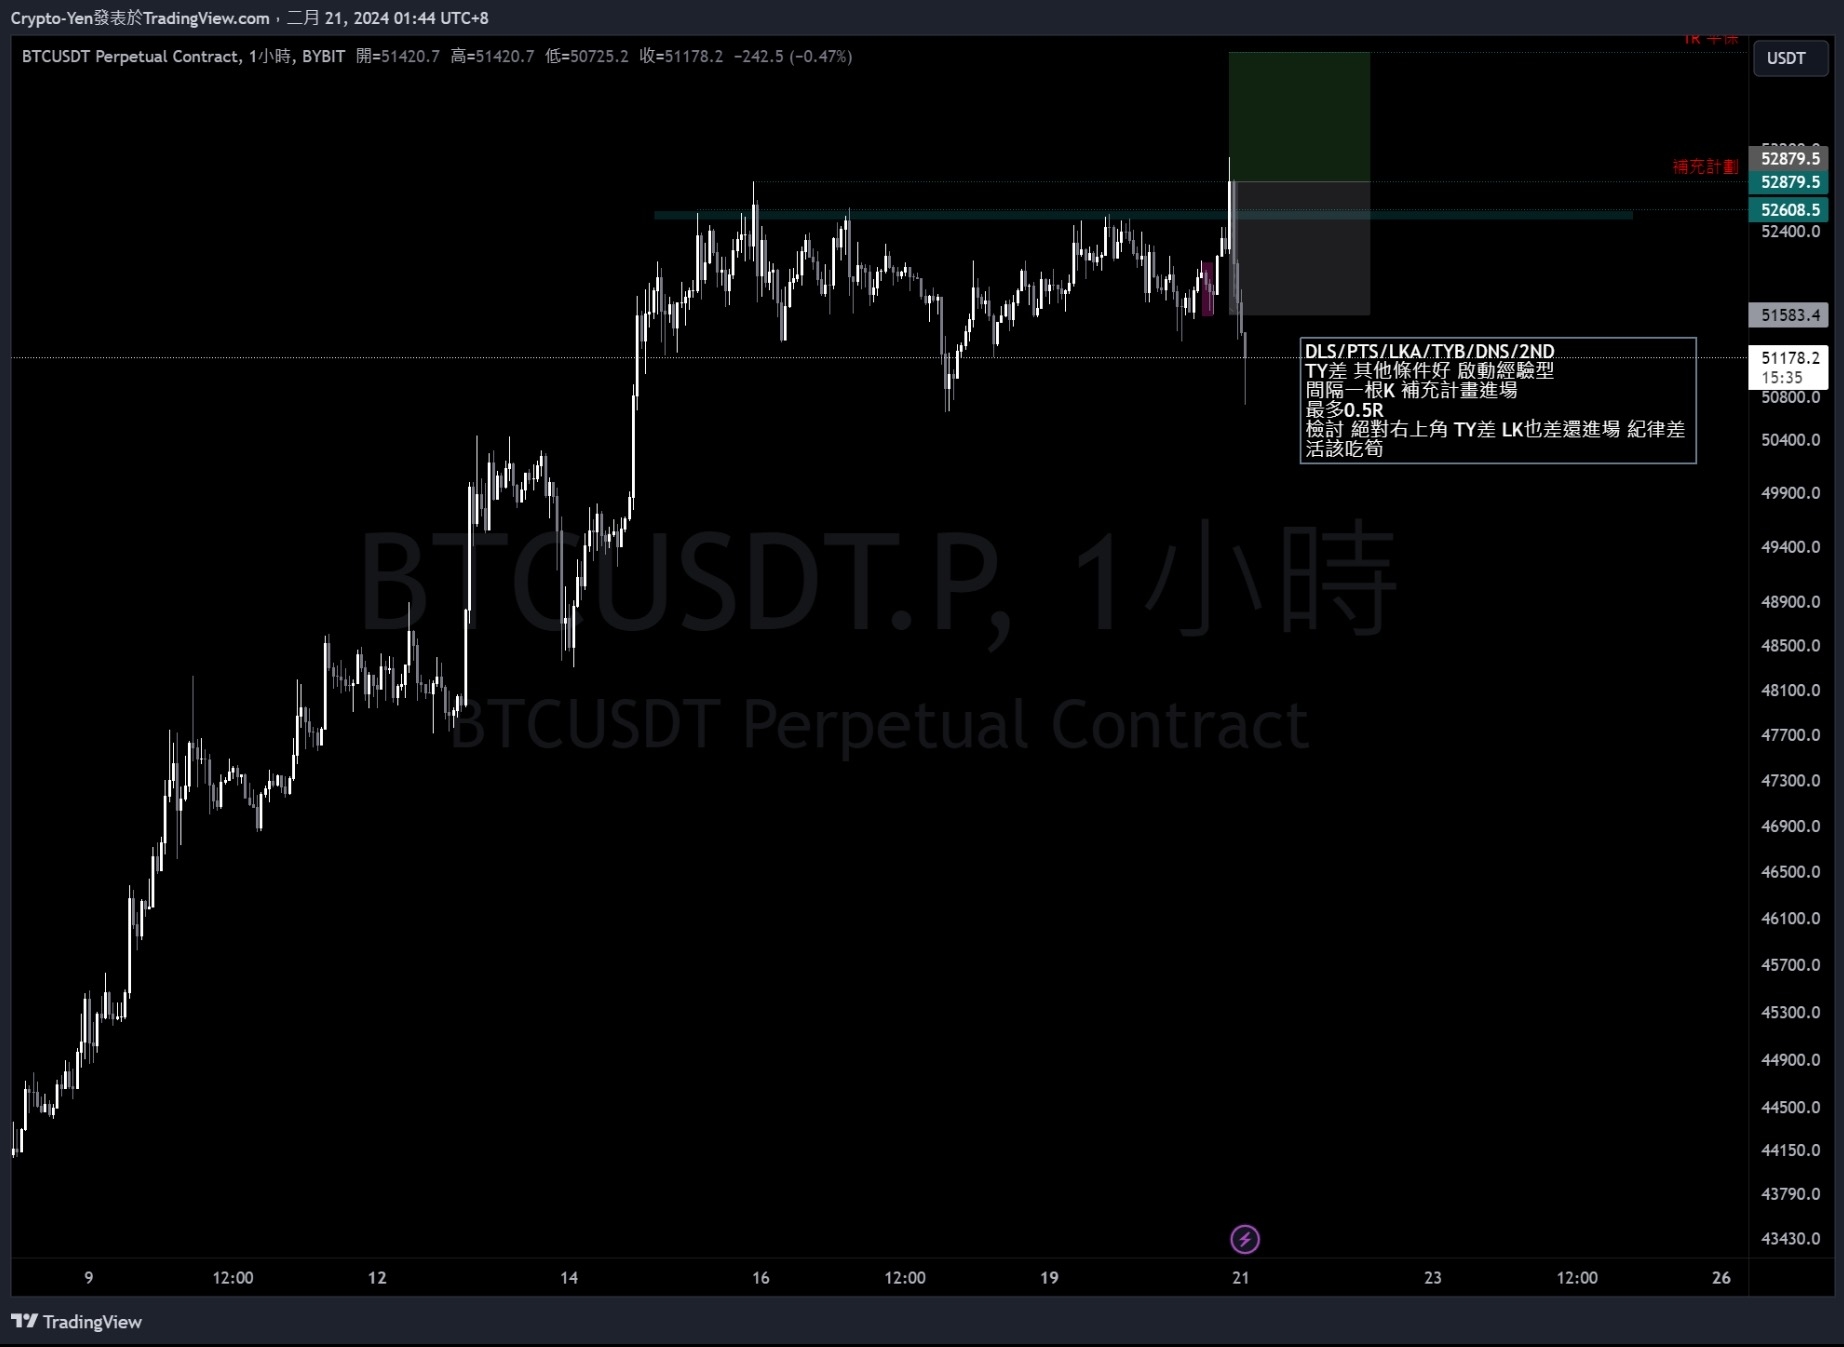 Crypto-Yen發表於TradingView.com，二月 21, 2024 01:44 UTC+8
BTCUSDT Perpetual Contract, 1小時, BYBIT 開=51420.7 高=51420.7 低=50725.2 收=51178.2 −242.5 (−0.47%)
USDT
補充計劃
52879.5
52879.5
52608.5
52400.0
51583.4
51178.2
15:35
50800.0
50400.0
49900.0
49400.0
48900.0
48500.0
48100.0
47700.0
47300.0
46900.0
46500.0
46100.0
45700.0
45300.0
44900.0
44500.0
44150.0
43790.0
43430.0
DLS/PTS/LKA/TYB/DNS/2ND
TY差 其他條件好 啟動經驗型
間隔一根K 補充計畫進場
最多0.5R
檢討 絕對右上角 TY差 LK也差還進場 紀律差
活該吃筍
BTCUSDT.P, 1小時
BTCUSDT Perpetual Contract
9 12:00 12 14 16 12:00 19 21 23 12:00 26
TradingView